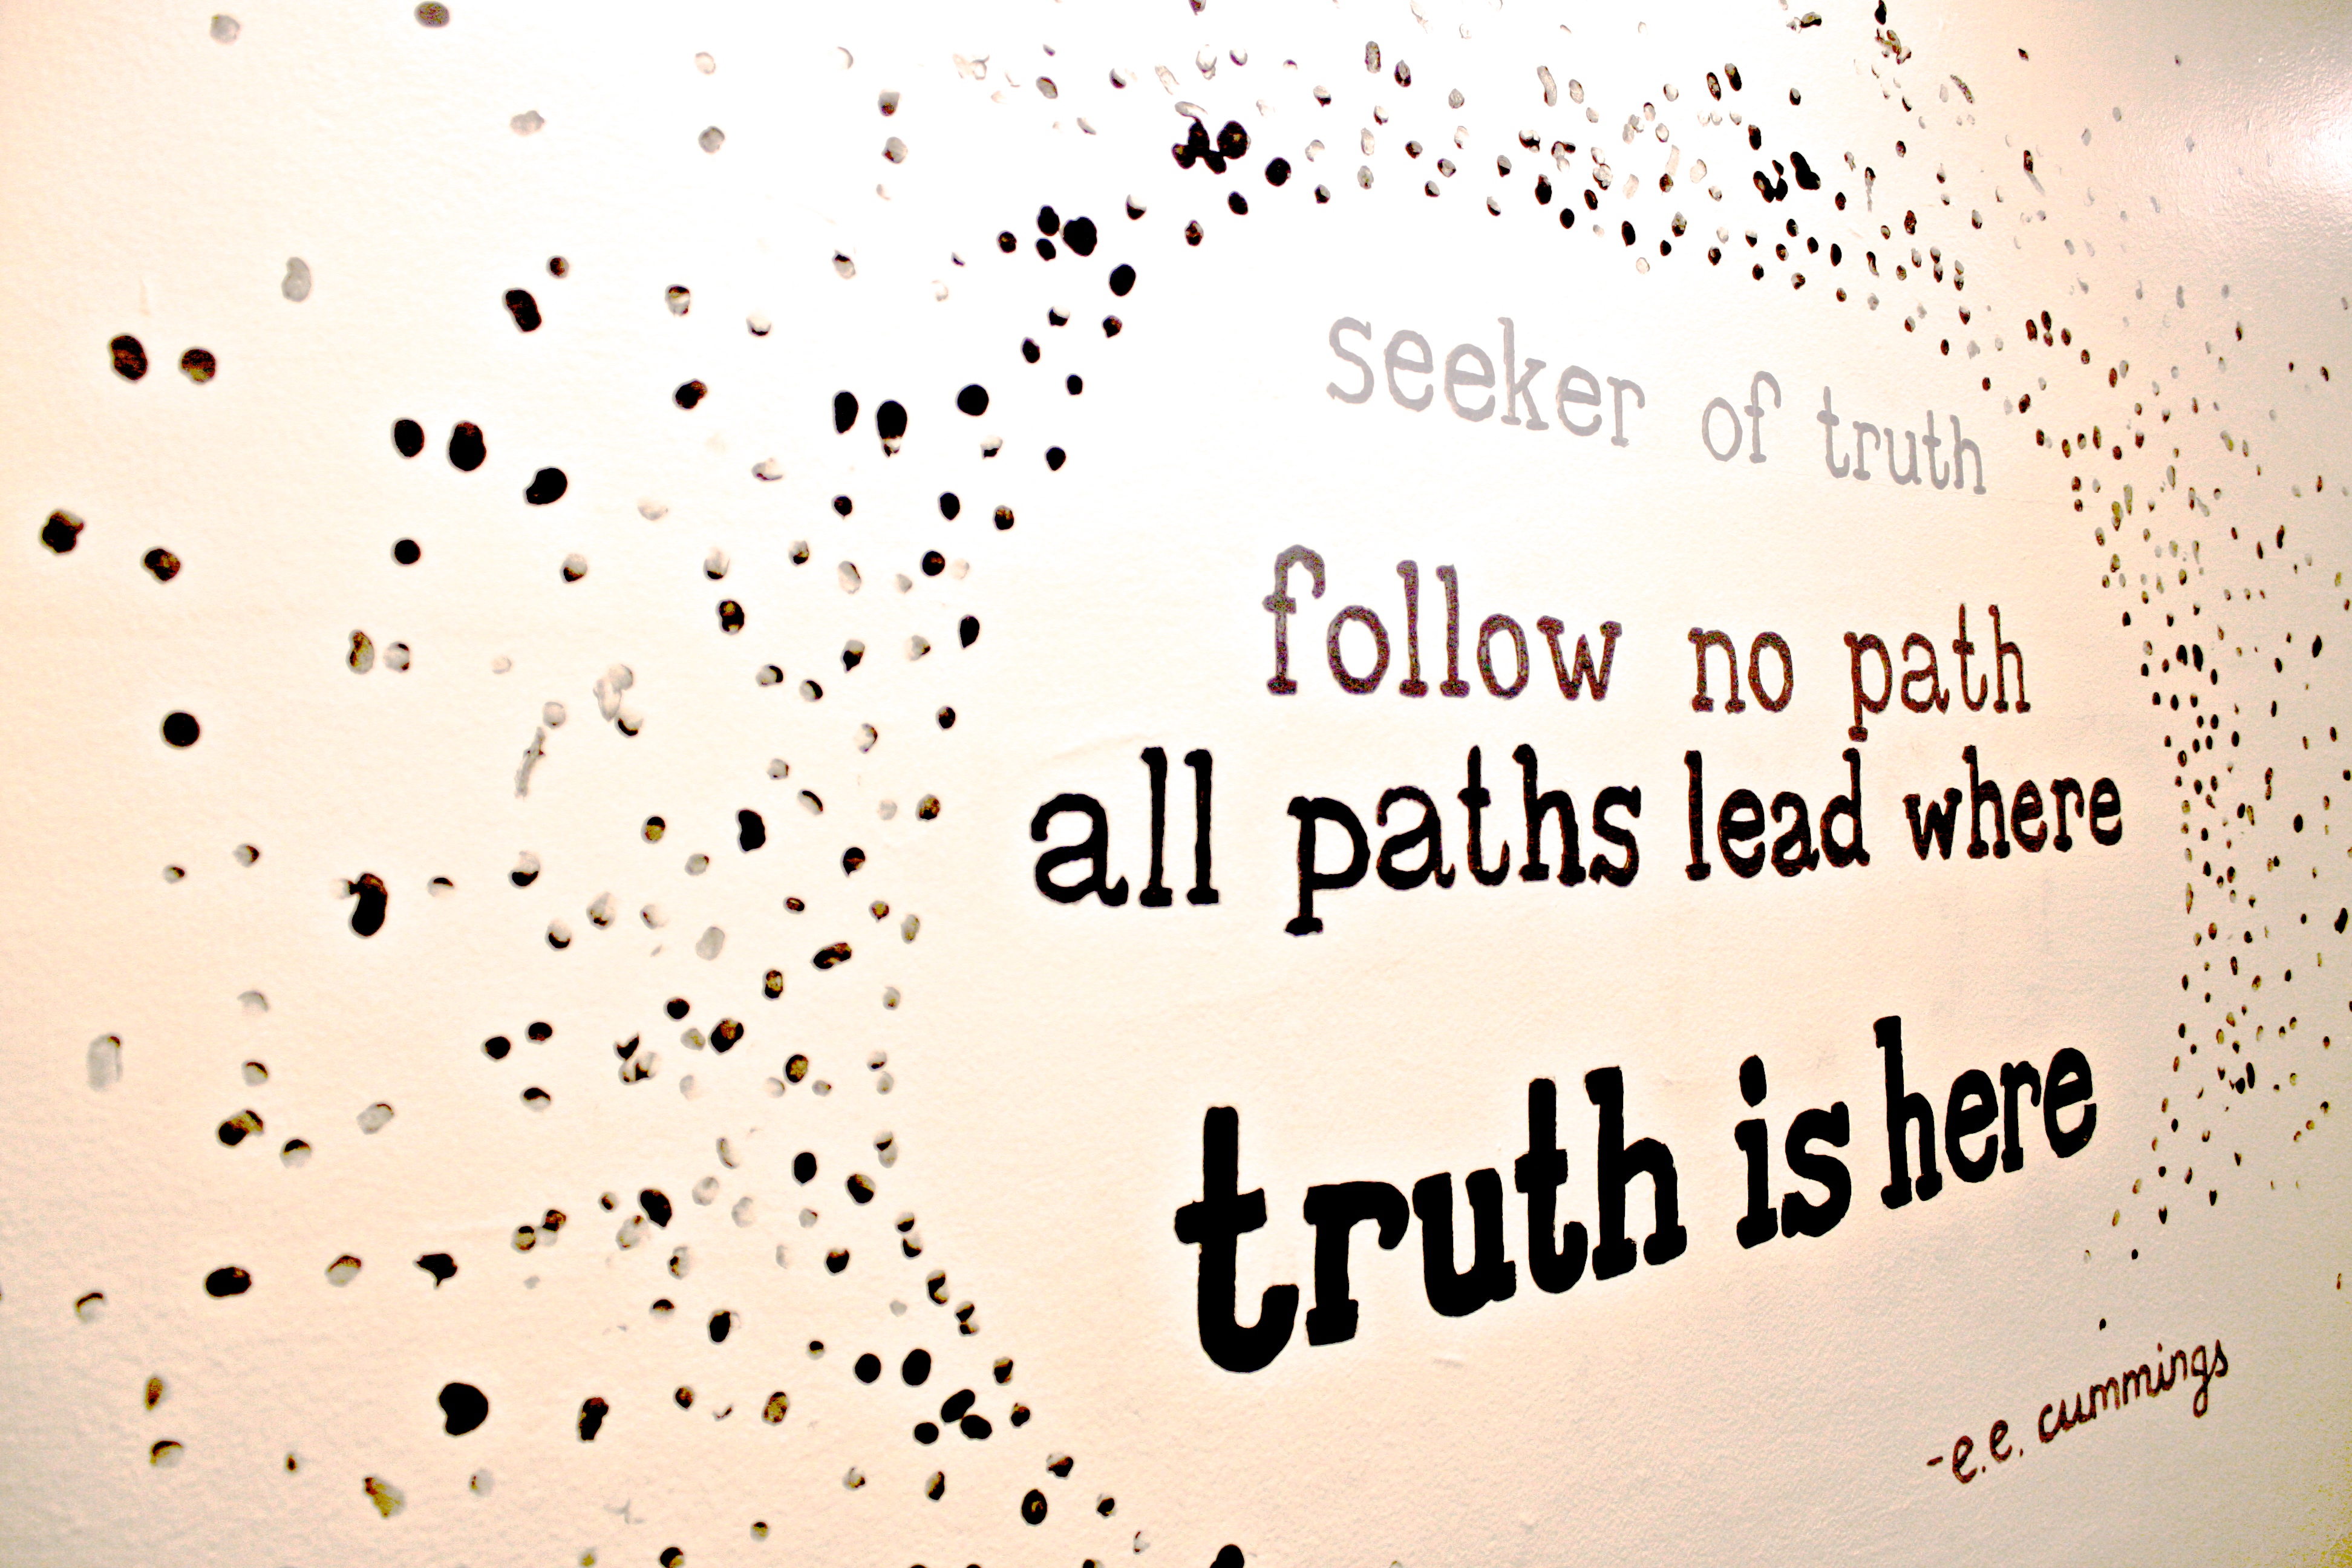 seeker of truth
follow no path
all paths lead where
truth is here
-e.e. cummings